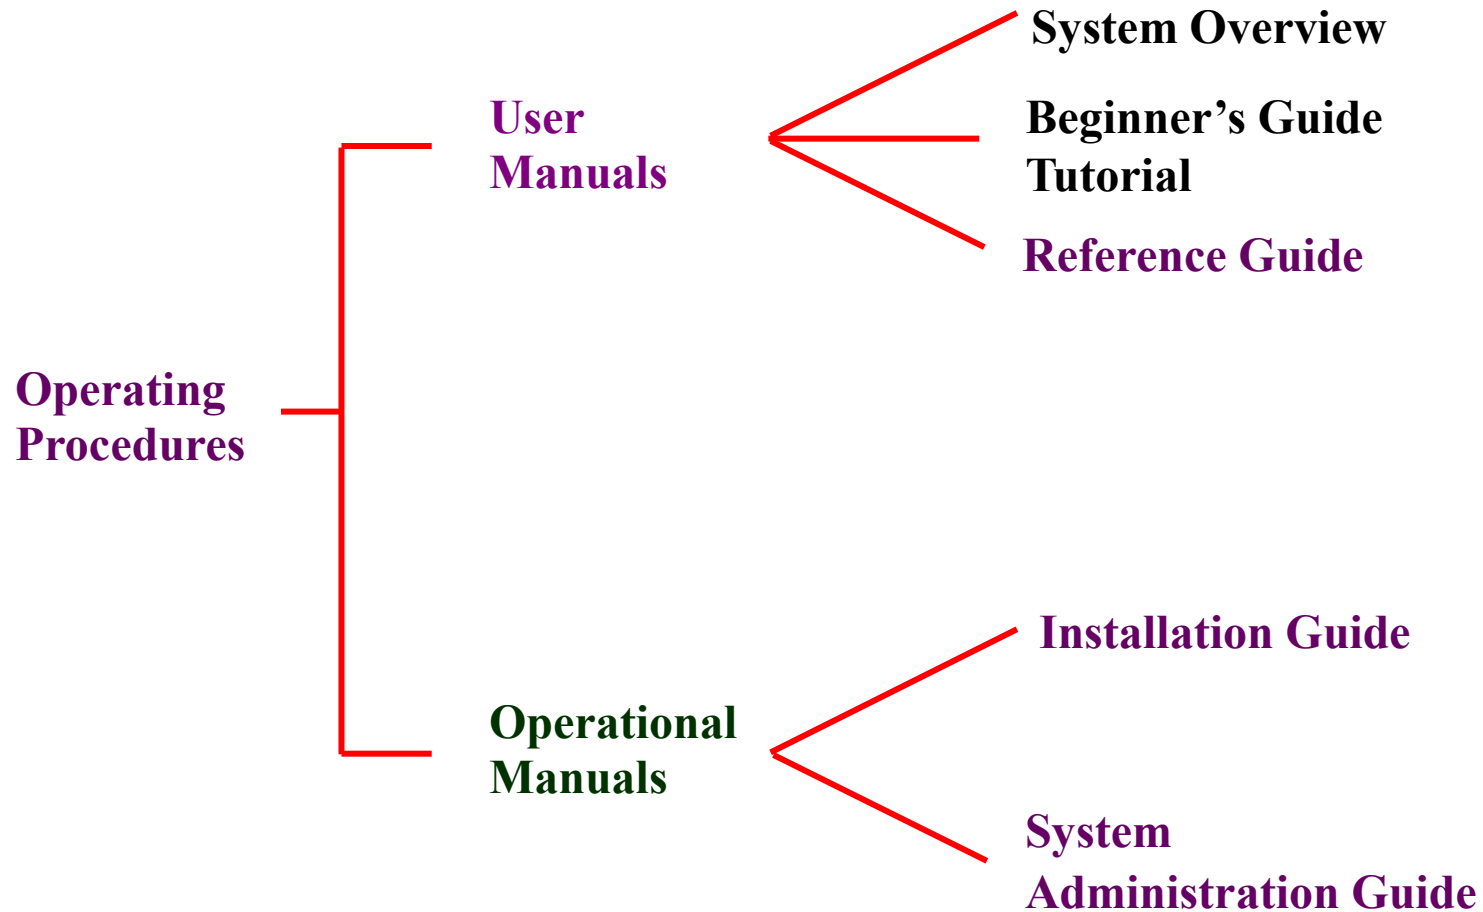 System Overview
User
Manuals
Beginner’s Guide
Tutorial
Reference Guide
Operating
Procedures
Installation Guide
Operational
Manuals
System
Administration Guide